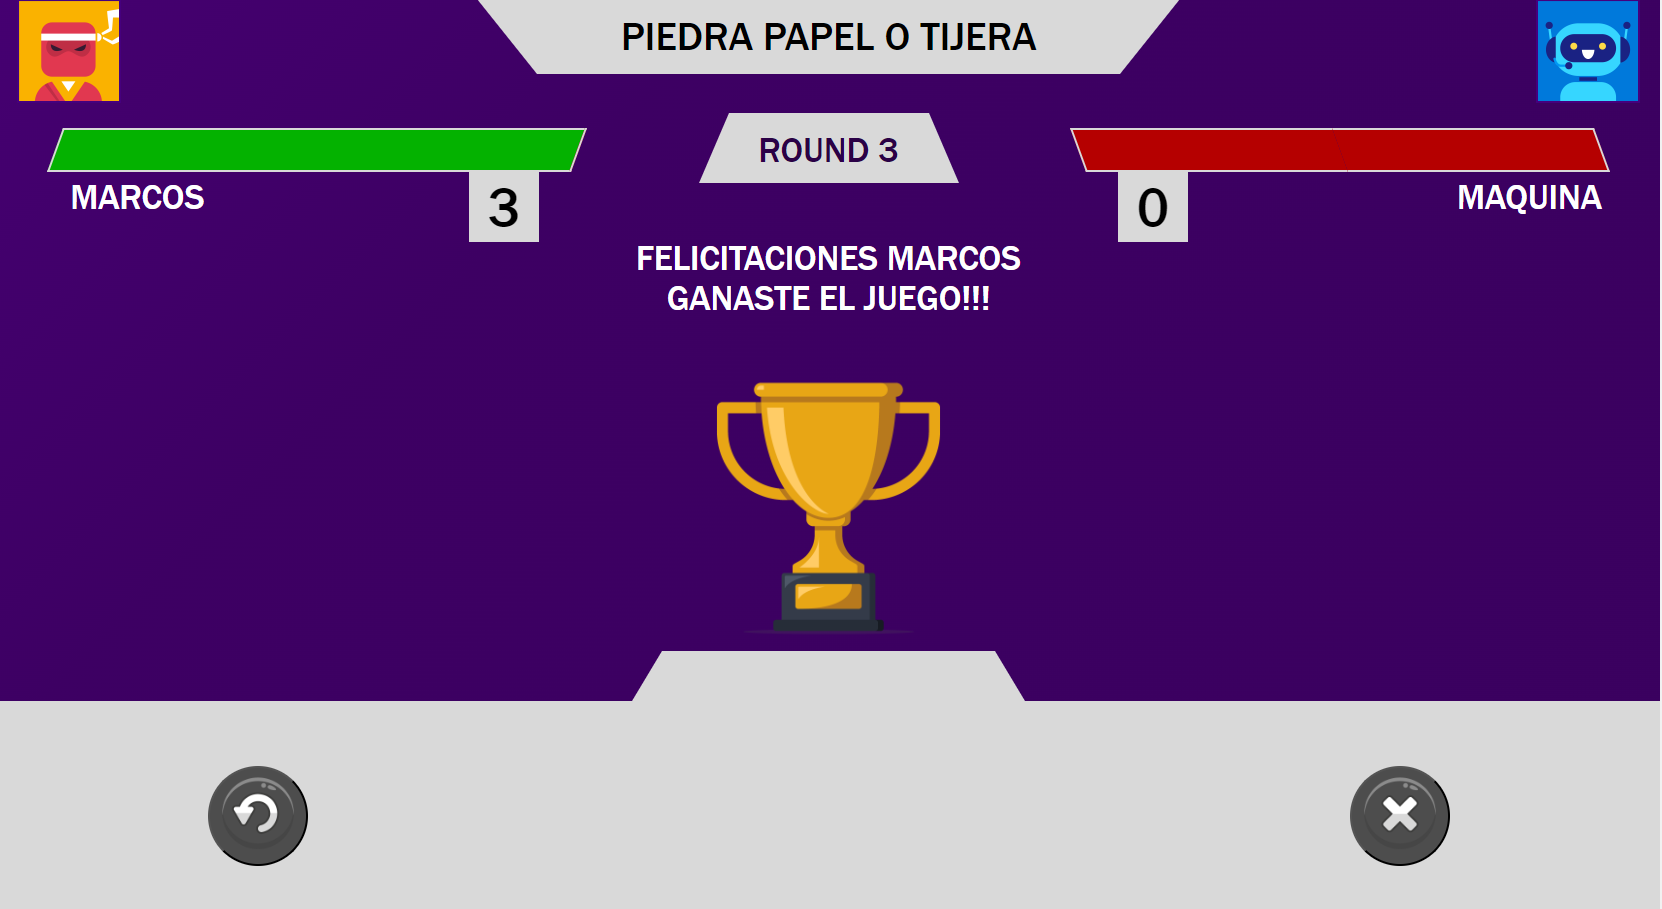 PIEDRA PAPEL O TIJERA
ROUND 3
MARCOS
3
0
MAQUINA
FELICITACIONES MARCOS
GANASTE EL JUEGO!!!